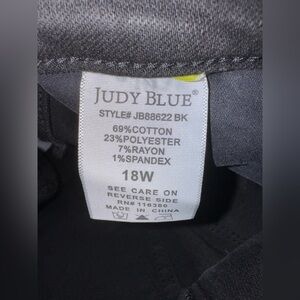 JUDY BLUE®
STYLE# JB88622 BK
69%COTTON
23%POLYESTER
7%RAYON
1%SPANDEX
18W
SEE CARE ON
REVERSE SIDE
RN# 116380
MADE IN CHINA